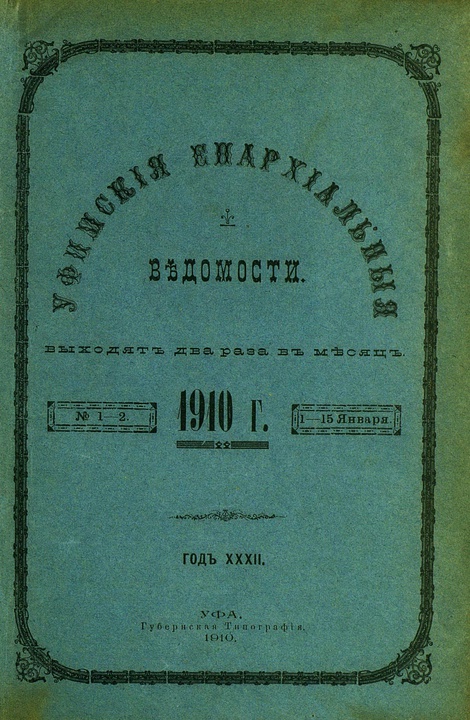 УФИМСКІЯ ЕПАРХІАЛЬНЫЯ
ВѢДОМОСТИ.
ВЫХОДЯТЪ ДВА РАЗА ВЪ МѢСЯЦЪ.
№ 1—2.
1910 Г.
1—15 Января.
ГОДЪ XXXII.
УФА.
Губернская Типографія,
1910.